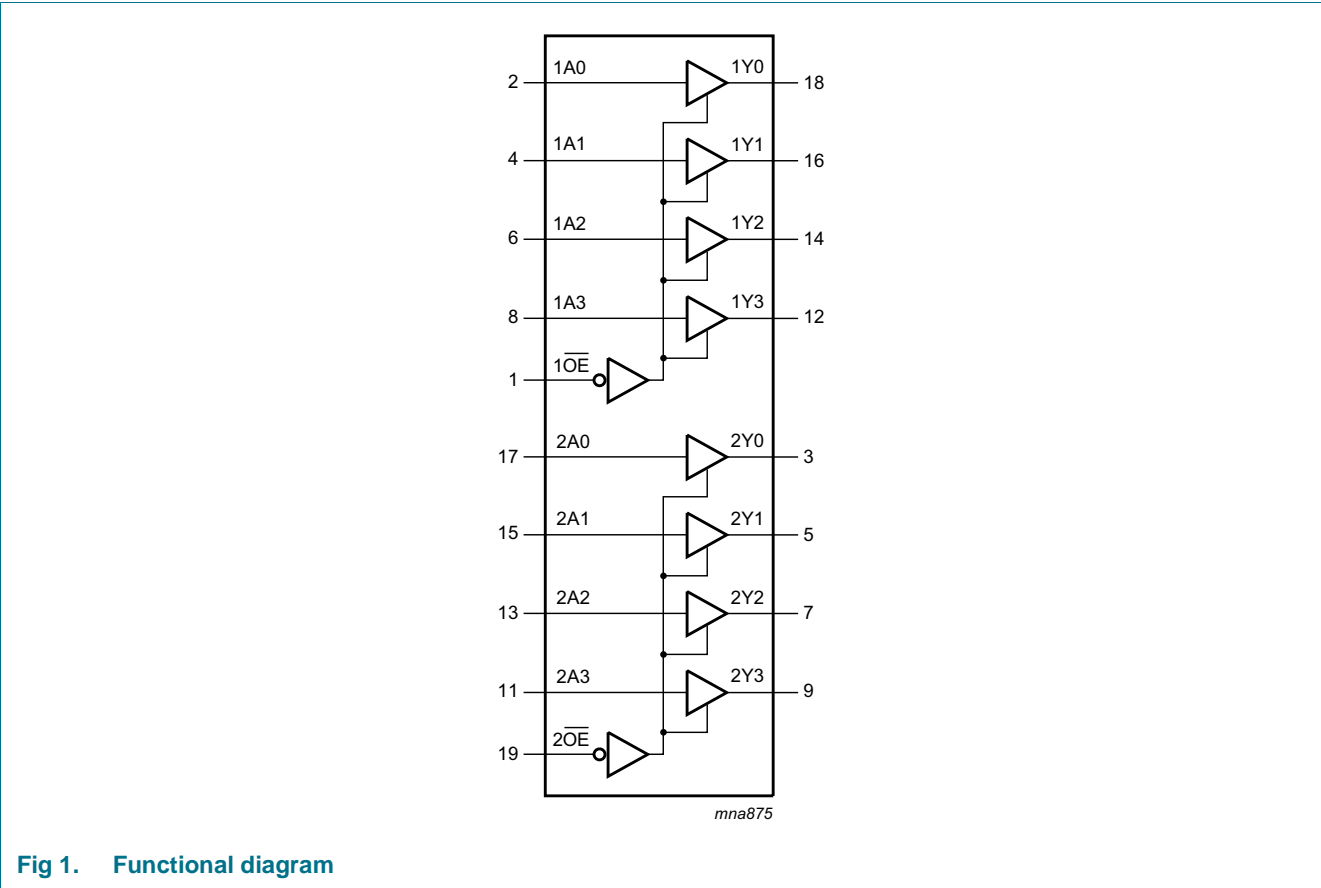 2 1A0 1Y0 18
4 1A1 1Y1 16
6 1A2 1Y2 14
8 1A3 1Y3 12
1 1O̅E̅
17 2A0 2Y0 3
15 2A1 2Y1 5
13 2A2 2Y2 7
11 2A3 2Y3 9
19 2O̅E̅
mna875
Fig 1. Functional diagram